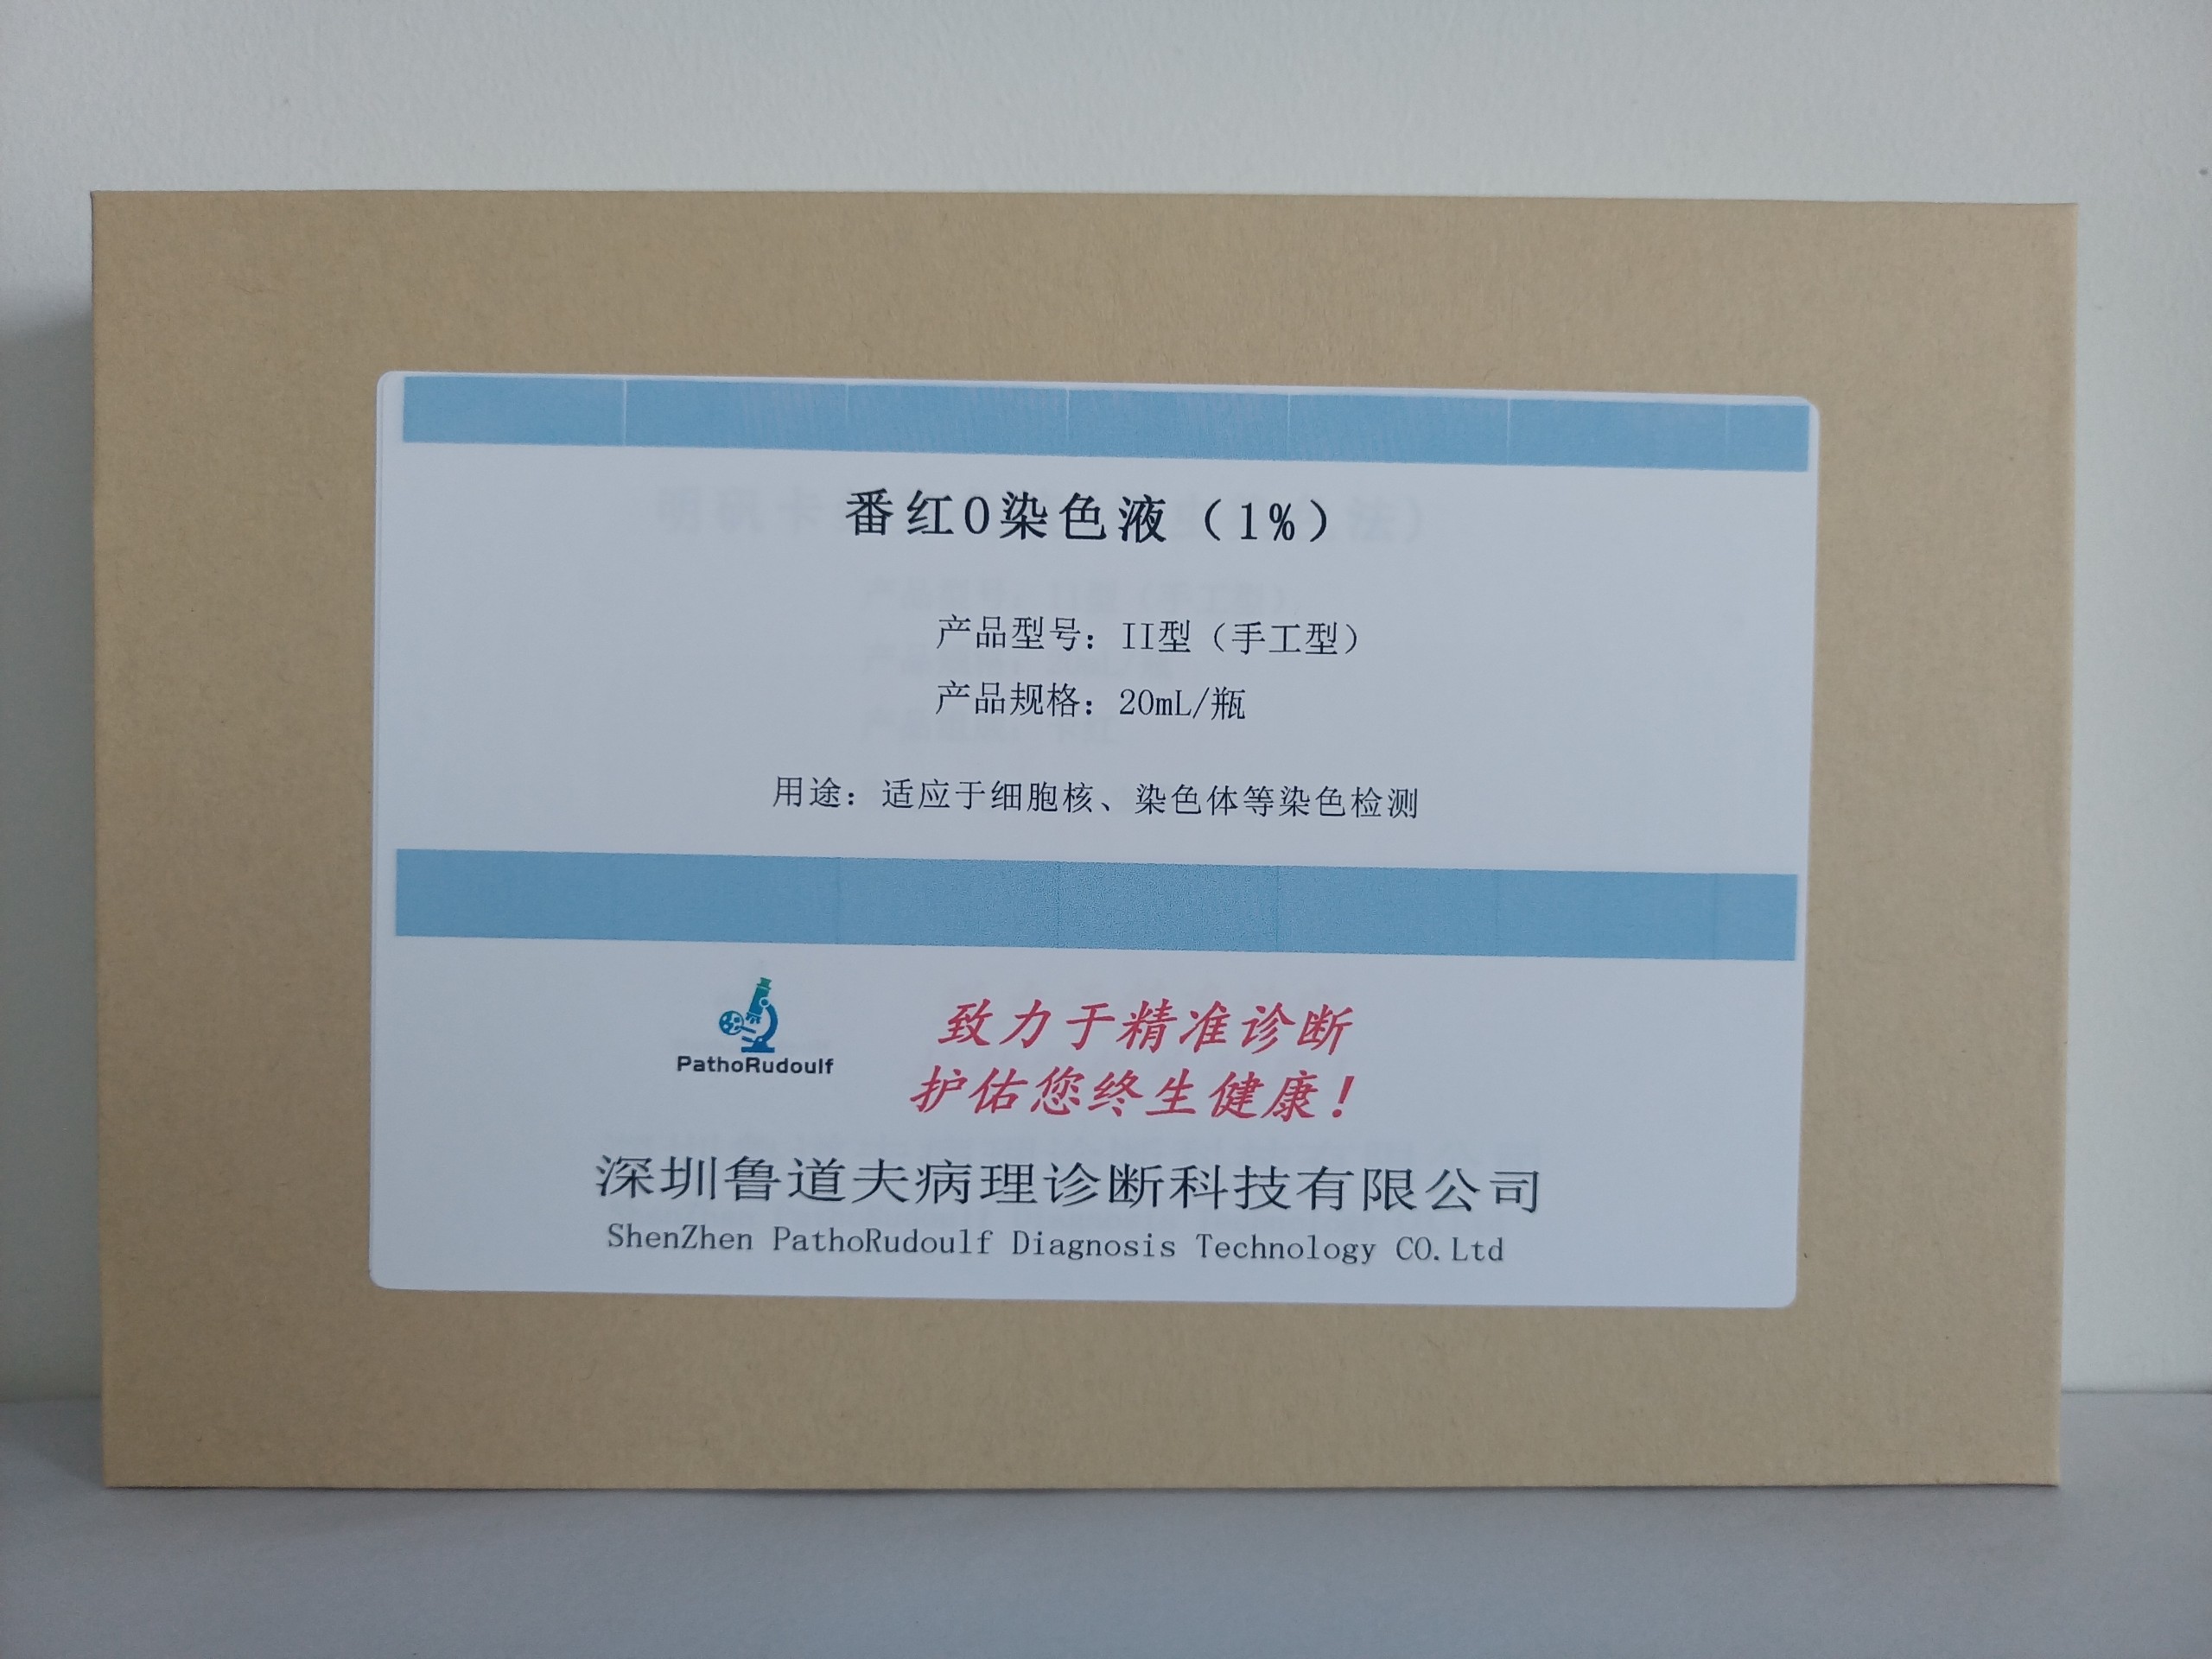 番红O染色液（1%）
产品型号：II型（手工型）
产品规格：20mL/瓶
用途：适应于细胞核、染色体等染色检测
PathoRudoulf
致力于精准诊断
护佑您终生健康！
深圳鲁道夫病理诊断科技有限公司
ShenZhen PathoRudoulf Diagnosis Technology CO.Ltd